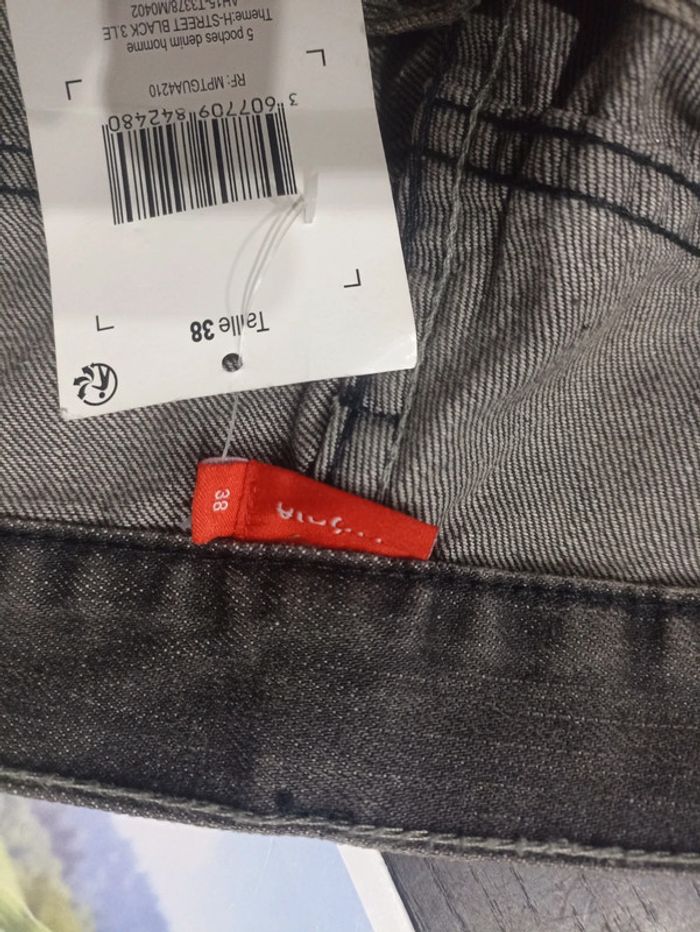 38
Taille 38
3 607709 842480
RF: MPTGUA4210
5 poches denim homme
Theme:H-STREET BLACK 3.LE
AH15-T3378/M0402